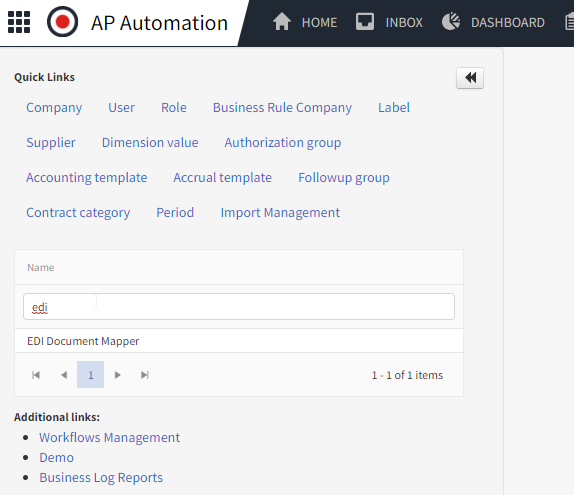 AP Automation HOME INBOX DASHBOARD
Quick Links
Company User Role Business Rule Company Label
Supplier Dimension value Authorization group
Accounting template Accrual template Followup group
Contract category Period Import Management
Name
edi
EDI Document Mapper
1 1 - 1 of 1 items
Additional links:
Workflows Management
Demo
Business Log Reports